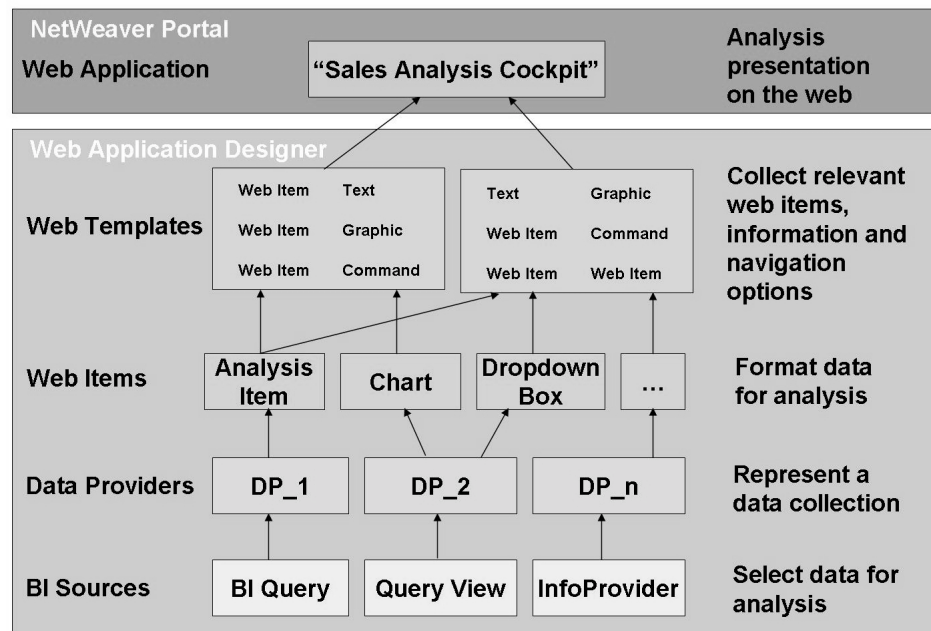 NetWeaver Portal
Web Application
“Sales Analysis Cockpit”
Analysis
presentation
on the web
Web Application Designer
Web Templates
Web Item Text
Web Item Graphic
Web Item Command
Text Graphic
Web Item Command
Web Item Web Item
Collect relevant
web items,
information and
navigation
options
Web Items
Analysis
Item
Chart
Dropdown
Box
...
Format data
for analysis
Data Providers
DP_1
DP_2
DP_n
Represent a
data collection
BI Sources
BI Query
Query View
InfoProvider
Select data for
analysis